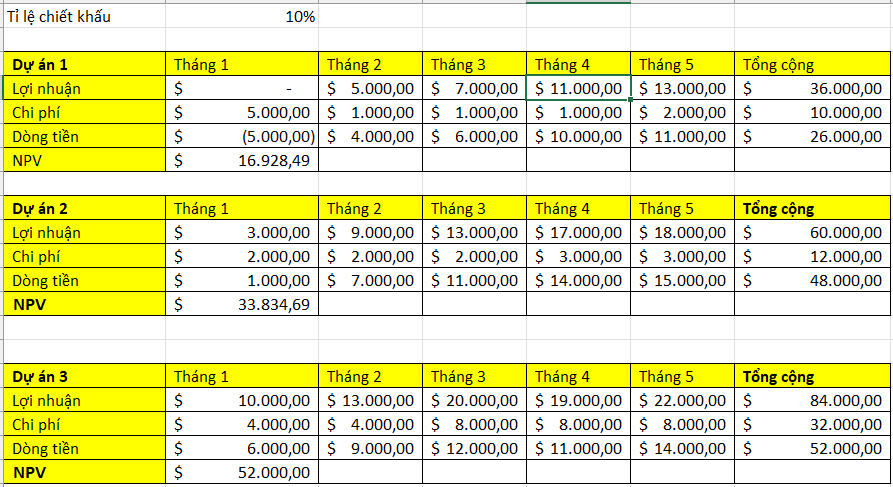 Tỉ lệ chiết khấu 10%
Dự án 1 Tháng 1 Tháng 2 Tháng 3 Tháng 4 Tháng 5 Tổng cộng
Lợi nhuận $ - $ 5.000,00 $ 7.000,00 $ 11.000,00 $ 13.000,00 $ 36.000,00
Chi phí $ 5.000,00 $ 1.000,00 $ 1.000,00 $ 1.000,00 $ 2.000,00 $ 10.000,00
Dòng tiền $ (5.000,00) $ 4.000,00 $ 6.000,00 $ 10.000,00 $ 11.000,00 $ 26.000,00
NPV $ 16.928,49
Dự án 2 Tháng 1 Tháng 2 Tháng 3 Tháng 4 Tháng 5 Tổng cộng
Lợi nhuận $ 3.000,00 $ 9.000,00 $ 13.000,00 $ 17.000,00 $ 18.000,00 $ 60.000,00
Chi phí $ 2.000,00 $ 2.000,00 $ 2.000,00 $ 3.000,00 $ 3.000,00 $ 12.000,00
Dòng tiền $ 1.000,00 $ 7.000,00 $ 11.000,00 $ 14.000,00 $ 15.000,00 $ 48.000,00
NPV $ 33.834,69
Dự án 3 Tháng 1 Tháng 2 Tháng 3 Tháng 4 Tháng 5 Tổng cộng
Lợi nhuận $ 10.000,00 $ 13.000,00 $ 20.000,00 $ 19.000,00 $ 22.000,00 $ 84.000,00
Chi phí $ 4.000,00 $ 4.000,00 $ 8.000,00 $ 8.000,00 $ 8.000,00 $ 32.000,00
Dòng tiền $ 6.000,00 $ 9.000,00 $ 12.000,00 $ 11.000,00 $ 14.000,00 $ 52.000,00
NPV $ 52.000,00